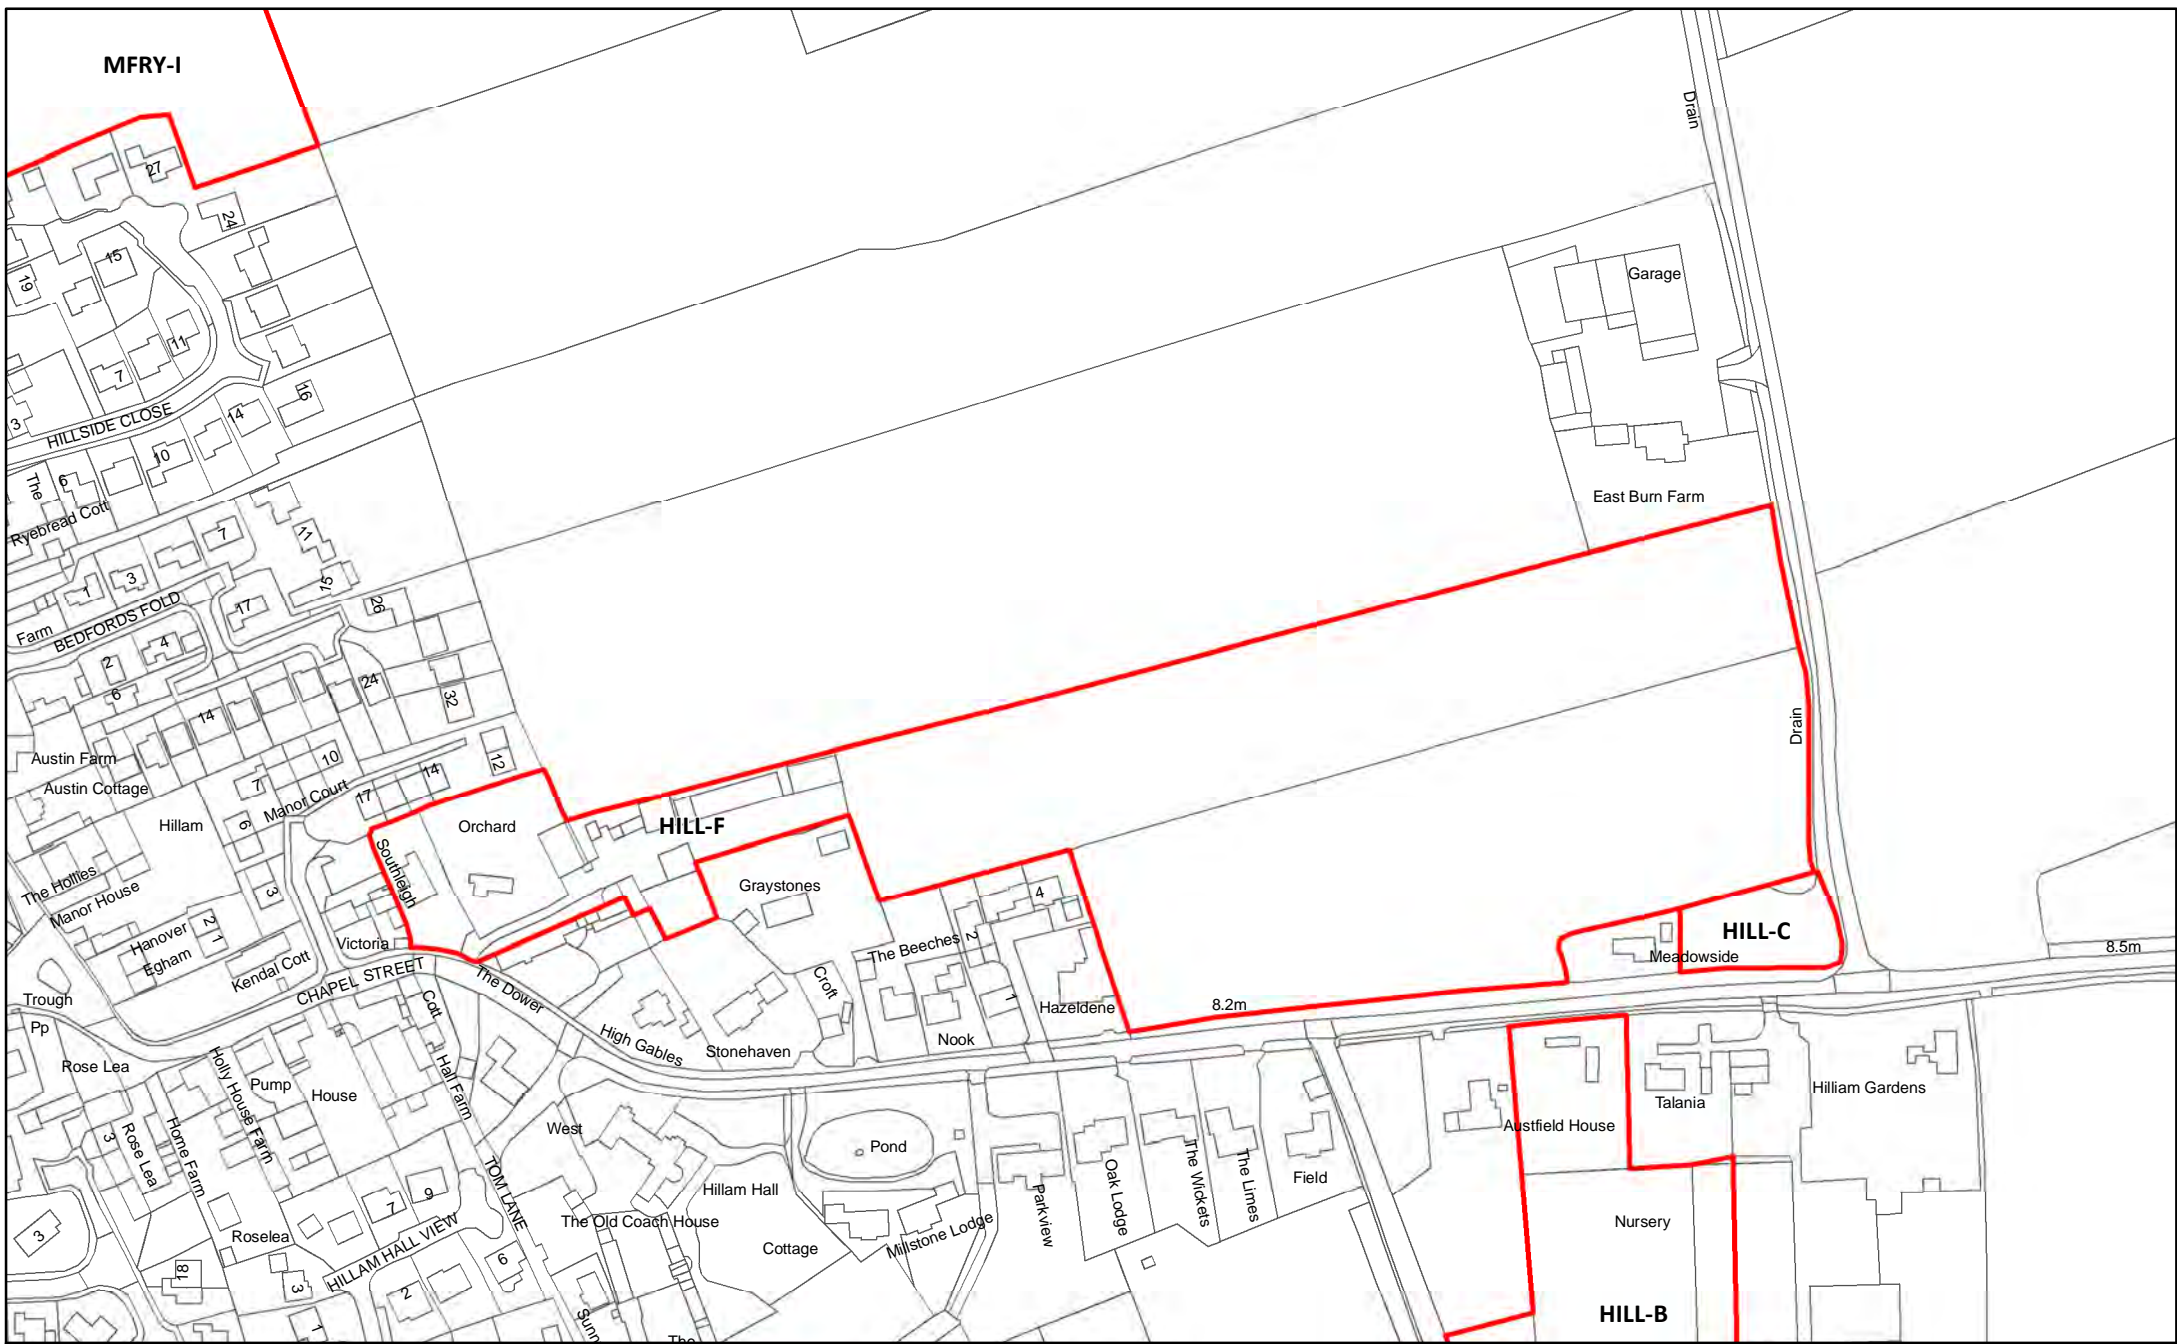 MFRY-I
Drain
27
24
15
19
Garage
11
7
16
3
HILLSIDE CLOSE
14
10
The
6
East Burn Farm
Ryebread Cott
7
11
3
1
15
17
26
BEDFORDS FOLD
Farm
4
2
6
24
32
14
Drain
Austin Farm
10
12
14
7
Austin Cottage
Manor Court
17
6
Hillam
Orchard
HILL-F
Southleigh
The Hollies
Manor House
3
Graystones
4
2
1
Hanover
Egham
Victoria
The Beeches
2
HILL-C
Meadowside
8.5m
Kendal Cott
CHAPEL STREET
The Dower
Croft
1
Trough
Cott
Hazeldene
8.2m
Pp
High Gables
Stonehaven
Nook
Rose Lea
Holly House Farm
Pump
House
Hall Farm
Hilliam Gardens
Talania
Austfield House
West
Pond
3
Rose Lea
Home Farm
TOM LANE
Parkview
Oak Lodge
The Wickets
The Limes
Field
9
7
Hillam Hall
The Old Coach House
Millstone Lodge
Cottage
Nursery
3
Roselea
HILLAM HALL VIEW
6
18
3
2
1
Sunn
The
HILL-B